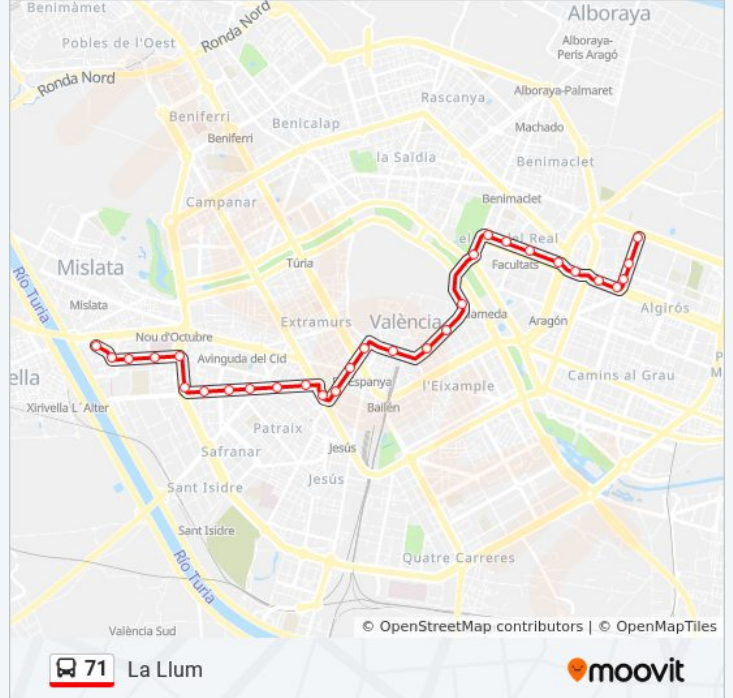 Benimàmet
Alboraya
Pobles de l'Oest
Ronda Nord
Alboraya-
Peris Aragó
Ronda Nord
Rascanya
Alboraya-Palmaret
Beniferri
Benicalap
Machado
Beniferri
la Saïdia
Benimaclet
Campanar
Benimaclet
el
del Real
Túria
Facultats
Mislata
Río Turia
Mislata
Algirós
Extramurs
València
lameda
Aragón
Nou d'Octubre
Avinguda del Cid
ella
Espanya
l'Eixample
Camins al Grau
P
M
Xirivella L´Alter
Bailén
Patraix
Jesús
Safranar
Jesús
Sant Isidre
Sant Isidre
Quatre Carreres
Río Turia
València Sud
© OpenStreetMap contributors | © OpenMapTiles
71 La Llum
moovit